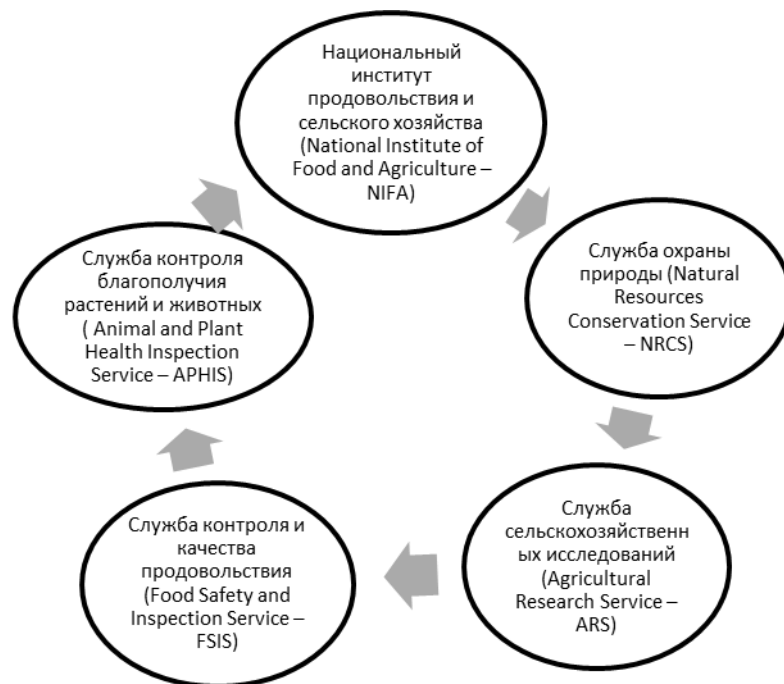 Национальный
институт
продовольствия и
сельского хозяйства
(National Institute of
Food and Agriculture –
NIFA)
Служба охраны
природы (Natural
Resources
Conservation Service
– NRCS)
Служба
сельскохозяйственн
ых исследований
(Agricultural
Research Service –
ARS)
Служба контроля и
качества
продовольствия
(Food Safety and
Inspection Service –
FSIS)
Служба контроля
благополучия
растений и животных
( Animal and Plant
Health Inspection
Service – APHIS)